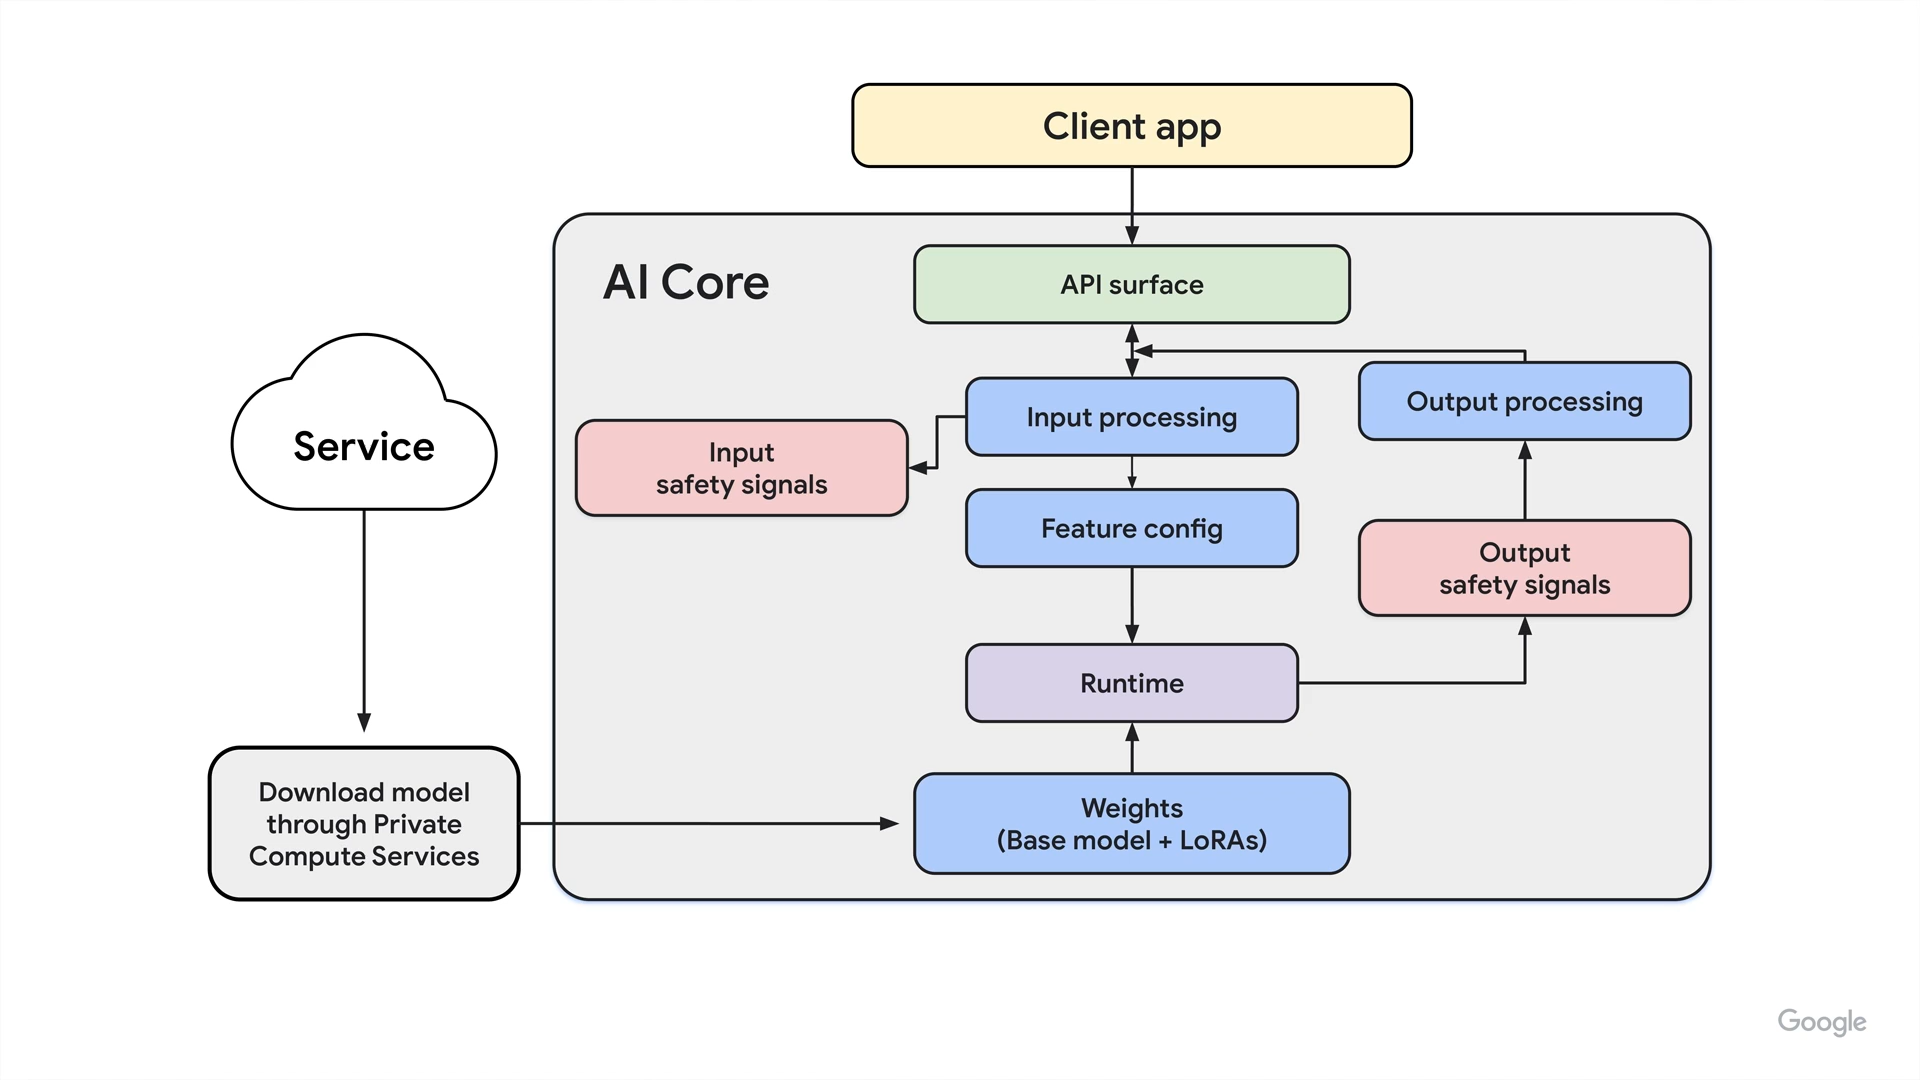 Client app
AI Core
API surface
Input processing
Output processing
Input
safety signals
Service
Feature config
Output
safety signals
Runtime
Download model
through Private
Compute Services
Weights
(Base model + LoRAs)
Google